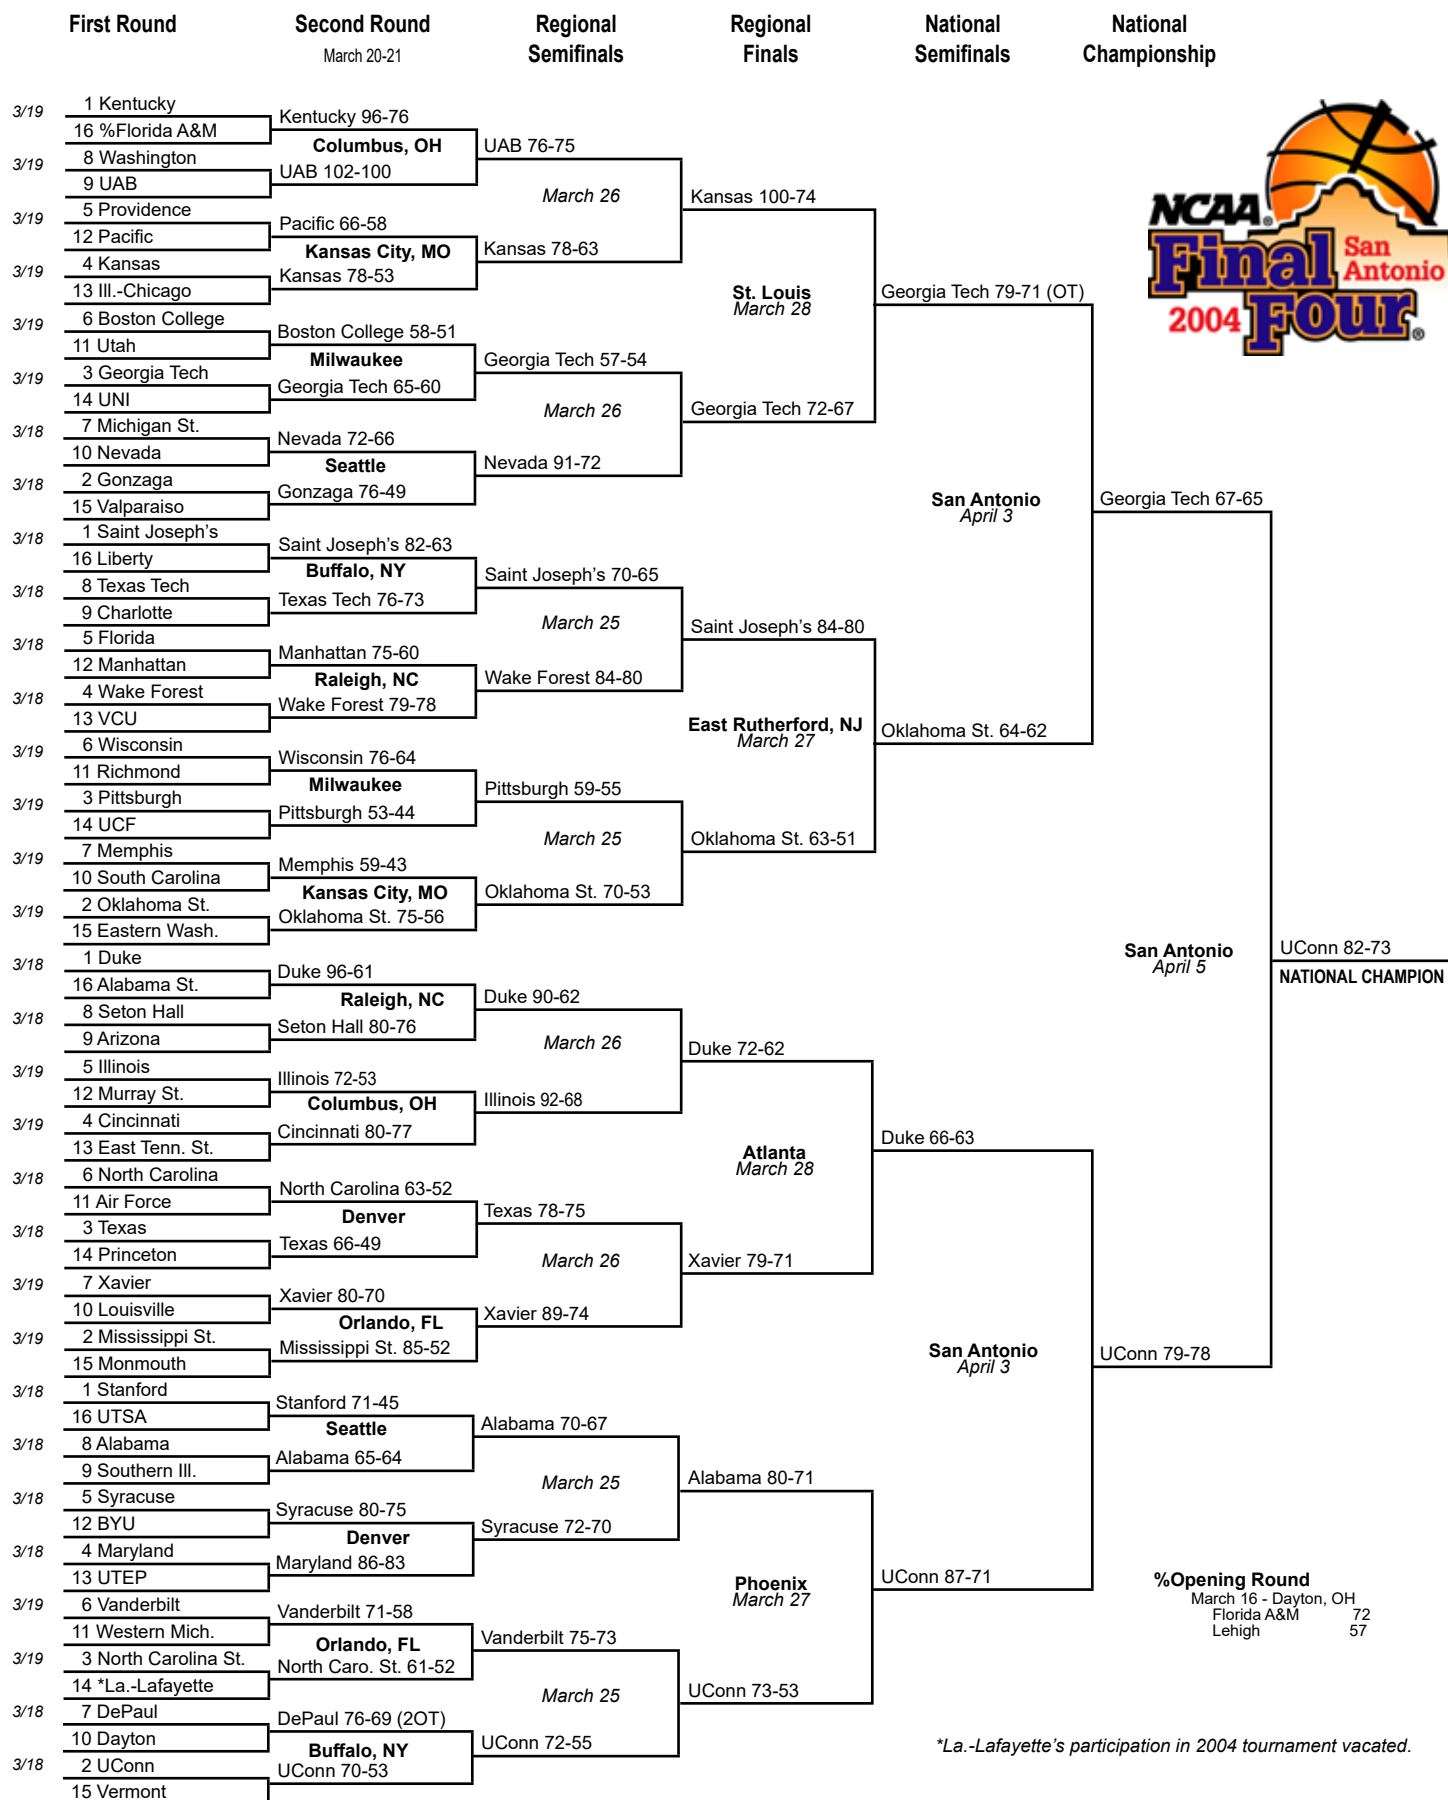 First Round
Second Round
March 20-21
Regional
Semifinals
Regional
Finals
National
Semifinals
National
Championship
3/19
1 Kentucky
16 %Florida A&M
3/19
8 Washington
9 UAB
3/19
5 Providence
12 Pacific
3/19
4 Kansas
13 Ill.-Chicago
3/19
6 Boston College
11 Utah
3/19
3 Georgia Tech
14 UNI
3/18
7 Michigan St.
10 Nevada
3/18
2 Gonzaga
15 Valparaiso
3/18
1 Saint Joseph’s
16 Liberty
3/18
8 Texas Tech
9 Charlotte
3/18
5 Florida
12 Manhattan
3/18
4 Wake Forest
13 VCU
3/19
6 Wisconsin
11 Richmond
3/19
3 Pittsburgh
14 UCF
3/19
7 Memphis
10 South Carolina
3/19
2 Oklahoma St.
15 Eastern Wash.
3/18
1 Duke
16 Alabama St.
3/18
8 Seton Hall
9 Arizona
3/19
5 Illinois
12 Murray St.
3/19
4 Cincinnati
13 East Tenn. St.
3/18
6 North Carolina
11 Air Force
3/18
3 Texas
14 Princeton
3/19
7 Xavier
10 Louisville
3/19
2 Mississippi St.
15 Monmouth
3/18
1 Stanford
16 UTSA
3/18
8 Alabama
9 Southern Ill.
3/18
5 Syracuse
12 BYU
3/18
4 Maryland
13 UTEP
3/19
6 Vanderbilt
11 Western Mich.
3/19
3 North Carolina St.
14 *La.-Lafayette
3/18
7 DePaul
10 Dayton
3/18
2 UConn
15 Vermont
Kentucky 96-76
Columbus, OH
UAB 102-100
Pacific 66-58
Kansas City, MO
Kansas 78-53
Boston College 58-51
Milwaukee
Georgia Tech 65-60
Nevada 72-66
Seattle
Gonzaga 76-49
Saint Joseph’s 82-63
Buffalo, NY
Texas Tech 76-73
Manhattan 75-60
Raleigh, NC
Wake Forest 79-78
Wisconsin 76-64
Milwaukee
Pittsburgh 53-44
Memphis 59-43
Kansas City, MO
Oklahoma St. 75-56
Duke 96-61
Raleigh, NC
Seton Hall 80-76
Illinois 72-53
Columbus, OH
Cincinnati 80-77
North Carolina 63-52
Denver
Texas 66-49
Xavier 80-70
Orlando, FL
Mississippi St. 85-52
Stanford 71-45
Seattle
Alabama 65-64
Syracuse 80-75
Denver
Maryland 86-83
Vanderbilt 71-58
Orlando, FL
North Caro. St. 61-52
DePaul 76-69 (2OT)
Buffalo, NY
UConn 70-53
UAB 76-75
March 26
Kansas 78-63
Georgia Tech 57-54
March 26
Nevada 91-72
Saint Joseph’s 70-65
March 25
Wake Forest 84-80
Pittsburgh 59-55
March 25
Oklahoma St. 70-53
Duke 90-62
March 26
Illinois 92-68
Texas 78-75
March 26
Xavier 89-74
Alabama 70-67
March 25
Syracuse 72-70
Vanderbilt 75-73
March 25
UConn 72-55
Kansas 100-74
St. Louis
March 28
Georgia Tech 72-67
Saint Joseph’s 84-80
East Rutherford, NJ
March 27
Oklahoma St. 63-51
Duke 72-62
Atlanta
March 28
Xavier 79-71
Alabama 80-71
Phoenix
March 27
UConn 73-53
Georgia Tech 79-71 (OT)
San Antonio
April 3
Oklahoma St. 64-62
Duke 66-63
San Antonio
April 3
UConn 87-71
Georgia Tech 67-65
San Antonio
April 5
UConn 79-78
UConn 82-73
NATIONAL CHAMPION
NCAA®
Final
San
Antonio
2004
Four®
%Opening Round
March 16 - Dayton, OH
Florida A&M 72
Lehigh 57
*La.-Lafayette’s participation in 2004 tournament vacated.